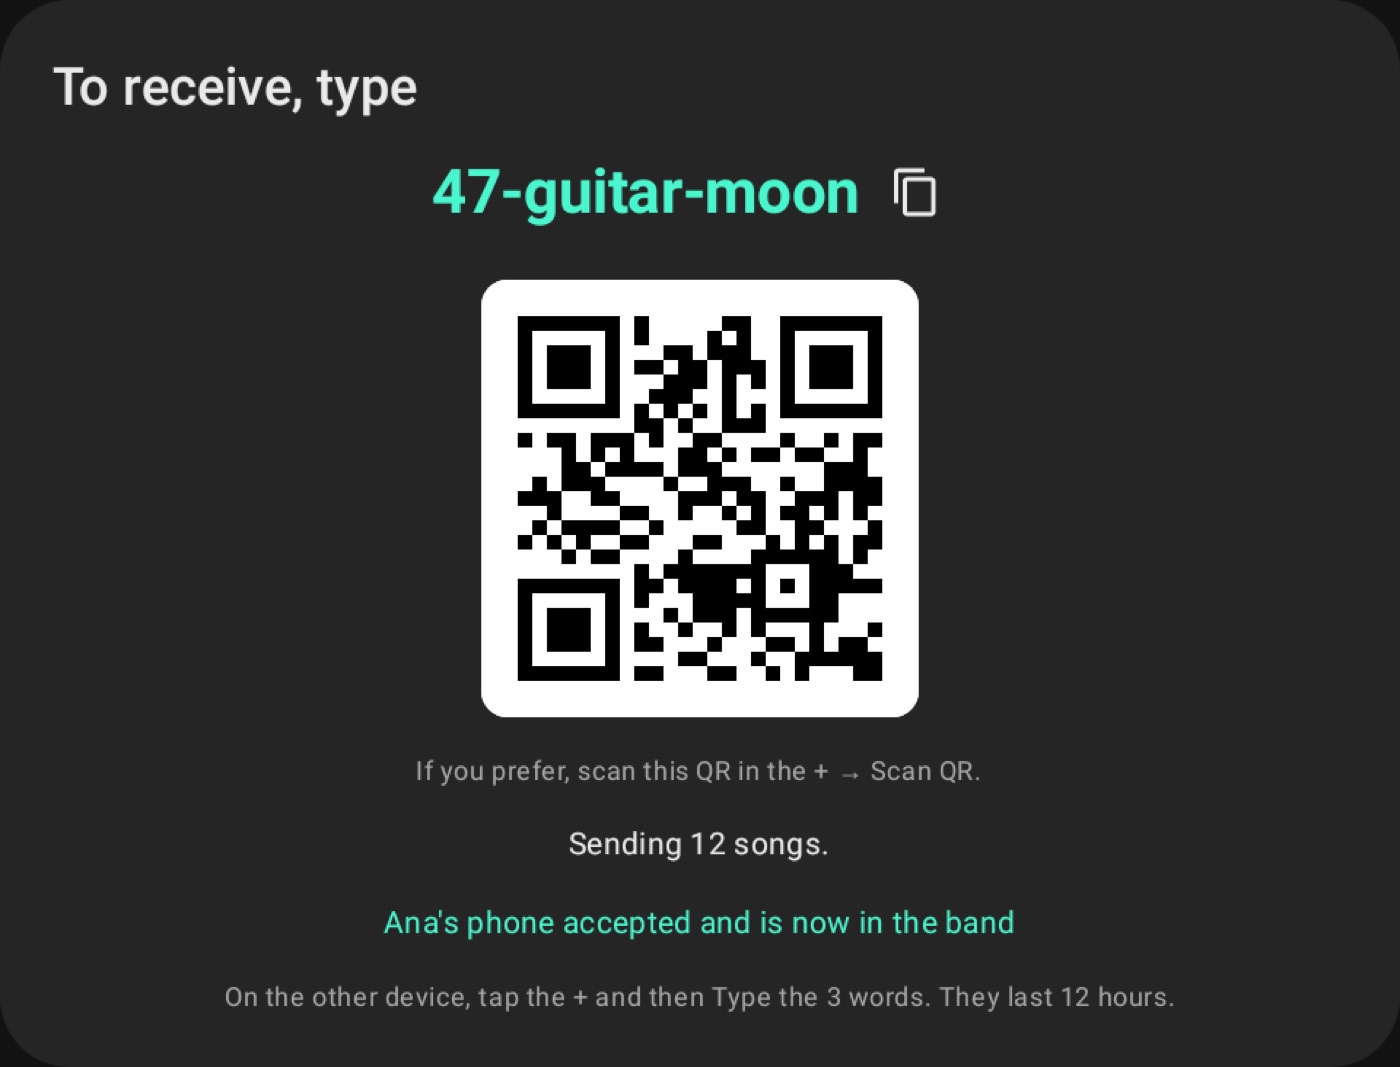 To receive, type
47-guitar-moon
If you prefer, scan this QR in the + → Scan QR.
Sending 12 songs.
Ana's phone accepted and is now in the band
On the other device, tap the + and then Type the 3 words. They last 12 hours.